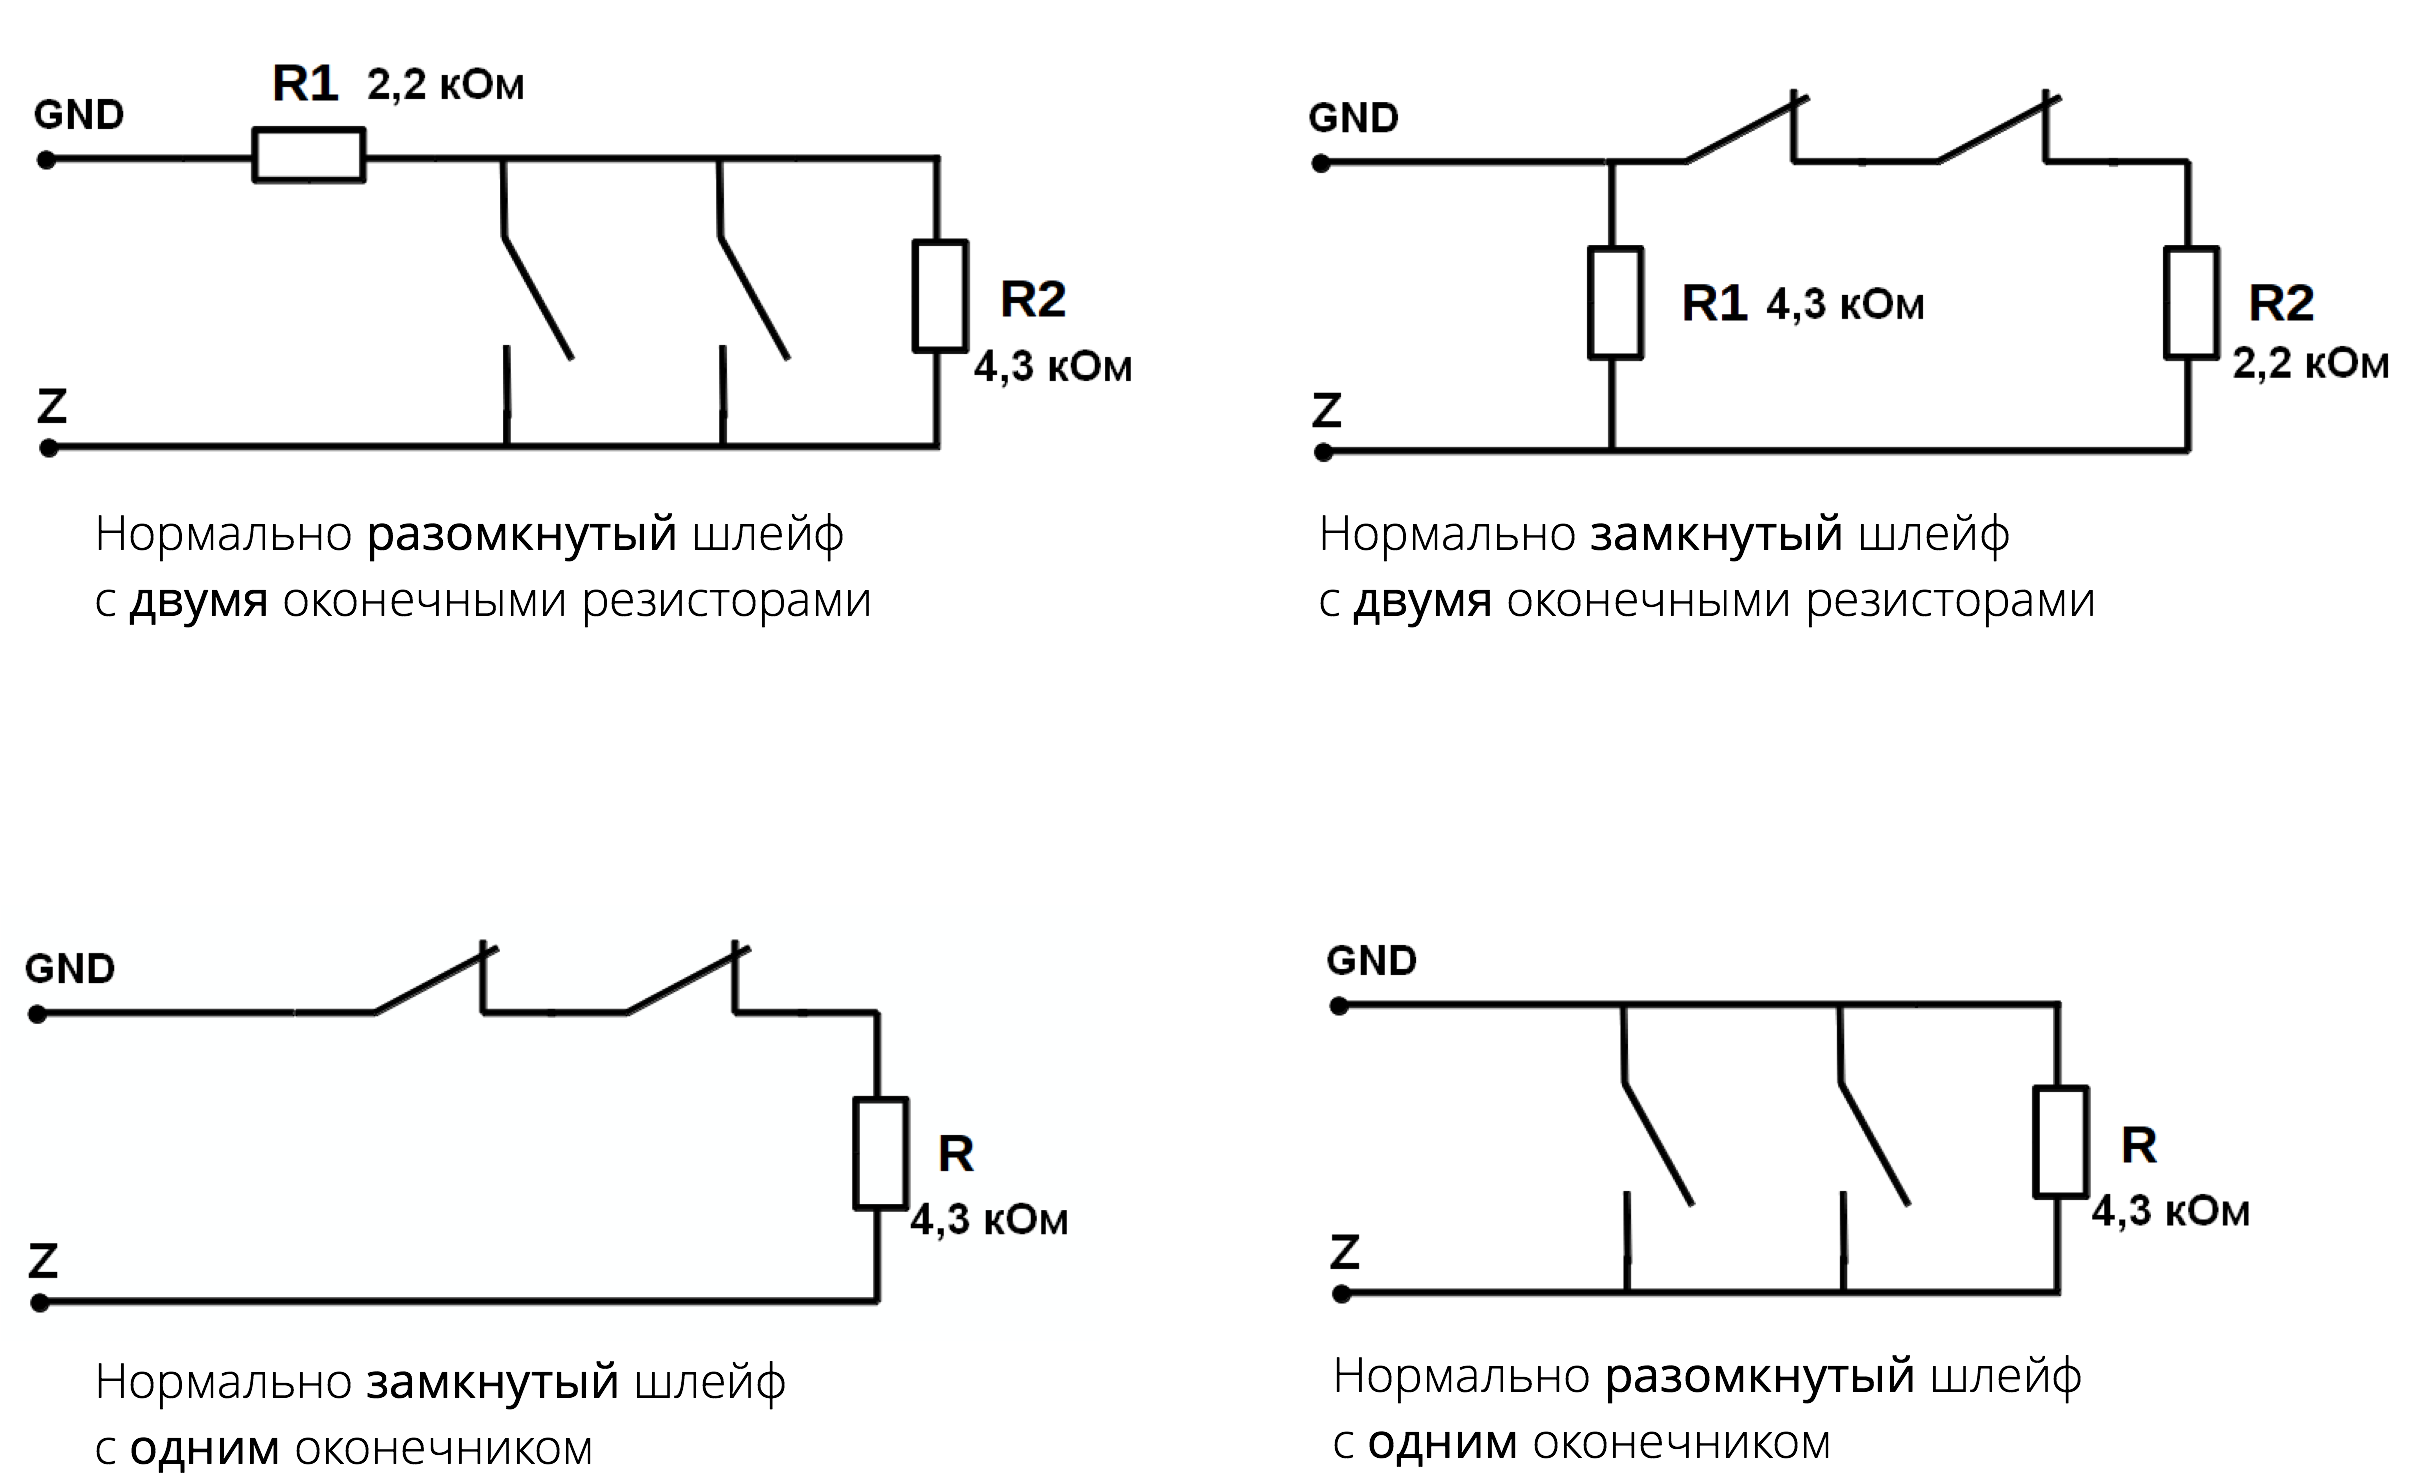 R1 2,2 кОм
GND
R2
4,3 кОм
Z
Нормально разомкнутый шлейф
с двумя оконечными резисторами
GND
R1 4,3 кОм
R2
2,2 кОм
Z
Нормально замкнутый шлейф
с двумя оконечными резисторами
GND
R
4,3 кОм
Z
Нормально замкнутый шлейф
с одним оконечником
GND
R
4,3 кОм
Z
Нормально разомкнутый шлейф
с одним оконечником